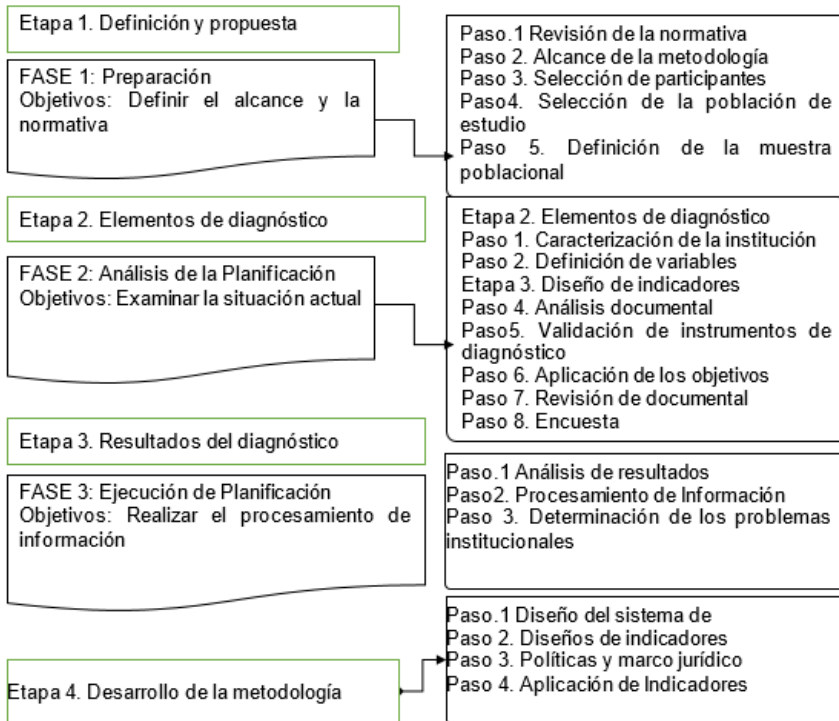 Etapa 1. Definición y propuesta
FASE 1: Preparación
Objetivos: Definir el alcance y la
normativa
Paso.1 Revisión de la normativa
Paso 2. Alcance de la metodología
Paso 3. Selección de participantes
Paso4. Selección de la población de
estudio
Paso 5. Definición de la muestra
poblacional
Etapa 2. Elementos de diagnóstico
FASE 2: Análisis de la Planificación
Objetivos: Examinar la situación actual
Etapa 2. Elementos de diagnóstico
Paso 1. Caracterización de la institución
Paso 2. Definición de variables
Etapa 3. Diseño de indicadores
Paso 4. Análisis documental
Paso5. Validación de instrumentos de
diagnóstico
Paso 6. Aplicación de los objetivos
Paso 7. Revisión de documental
Paso 8. Encuesta
Etapa 3. Resultados del diagnóstico
FASE 3: Ejecución de Planificación
Objetivos: Realizar el procesamiento de
información
Paso.1 Análisis de resultados
Paso2. Procesamiento de Información
Paso 3. Determinación de los problemas
institucionales
Etapa 4. Desarrollo de la metodología
Paso.1 Diseño del sistema de
Paso 2. Diseños de indicadores
Paso 3. Políticas y marco jurídico
Paso 4. Aplicación de Indicadores